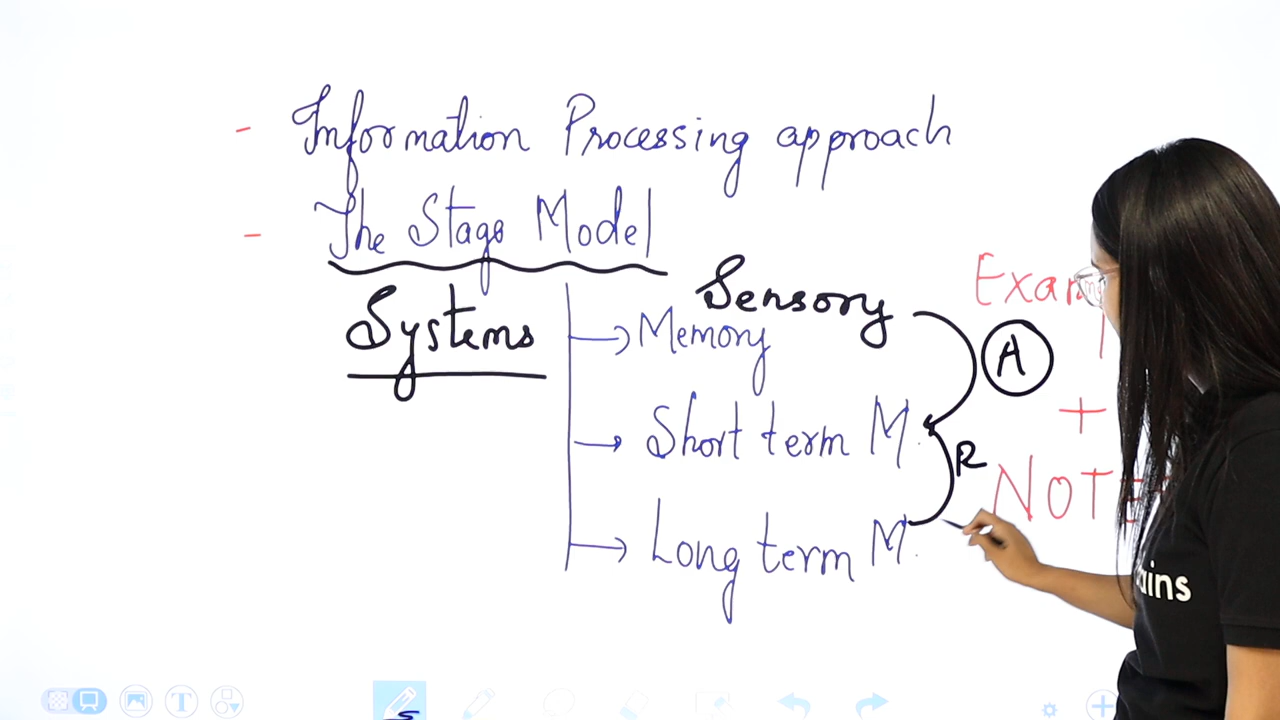 - Information Processing approach
- The Stage Model
Systems
Sensory
→ Memory
A
→ Short term M.
R
→ Long term M.
+
T